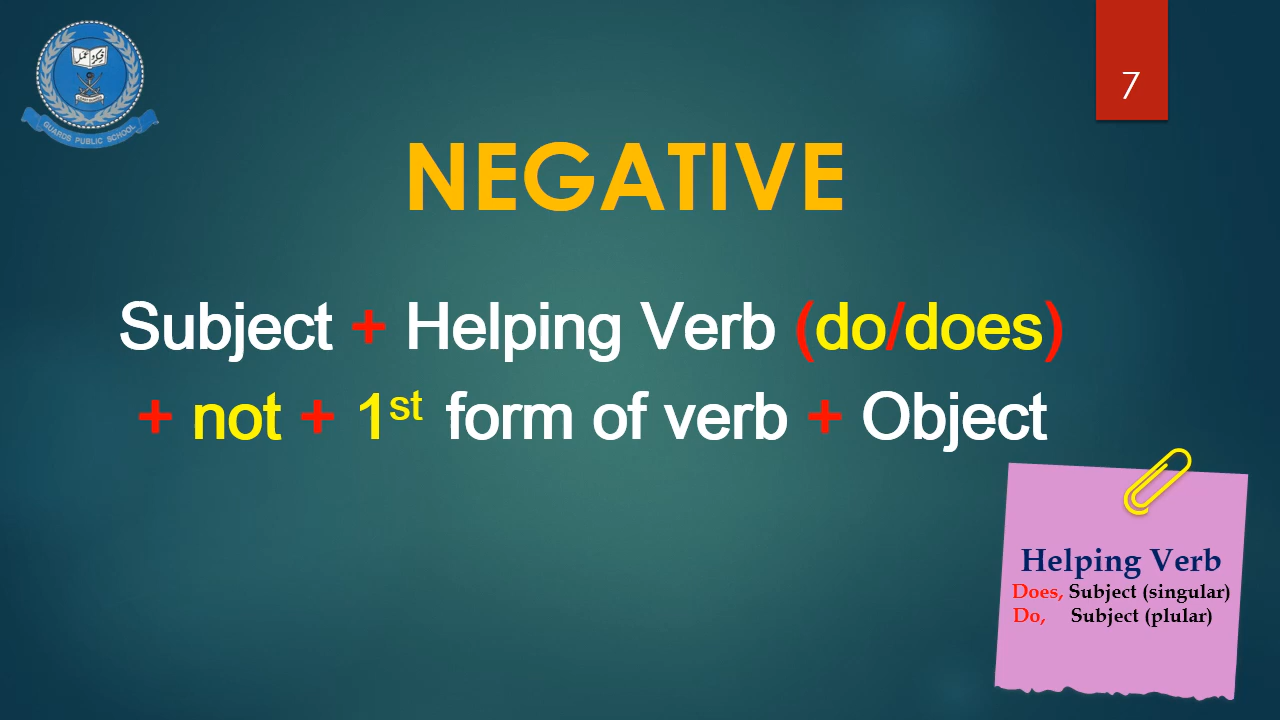 GUARDS PUBLIC SCHOOL
7
NEGATIVE
Subject + Helping Verb (do/does)
+ not + 1st form of verb + Object
Helping Verb
Does, Subject (singular)
Do, Subject (plular)